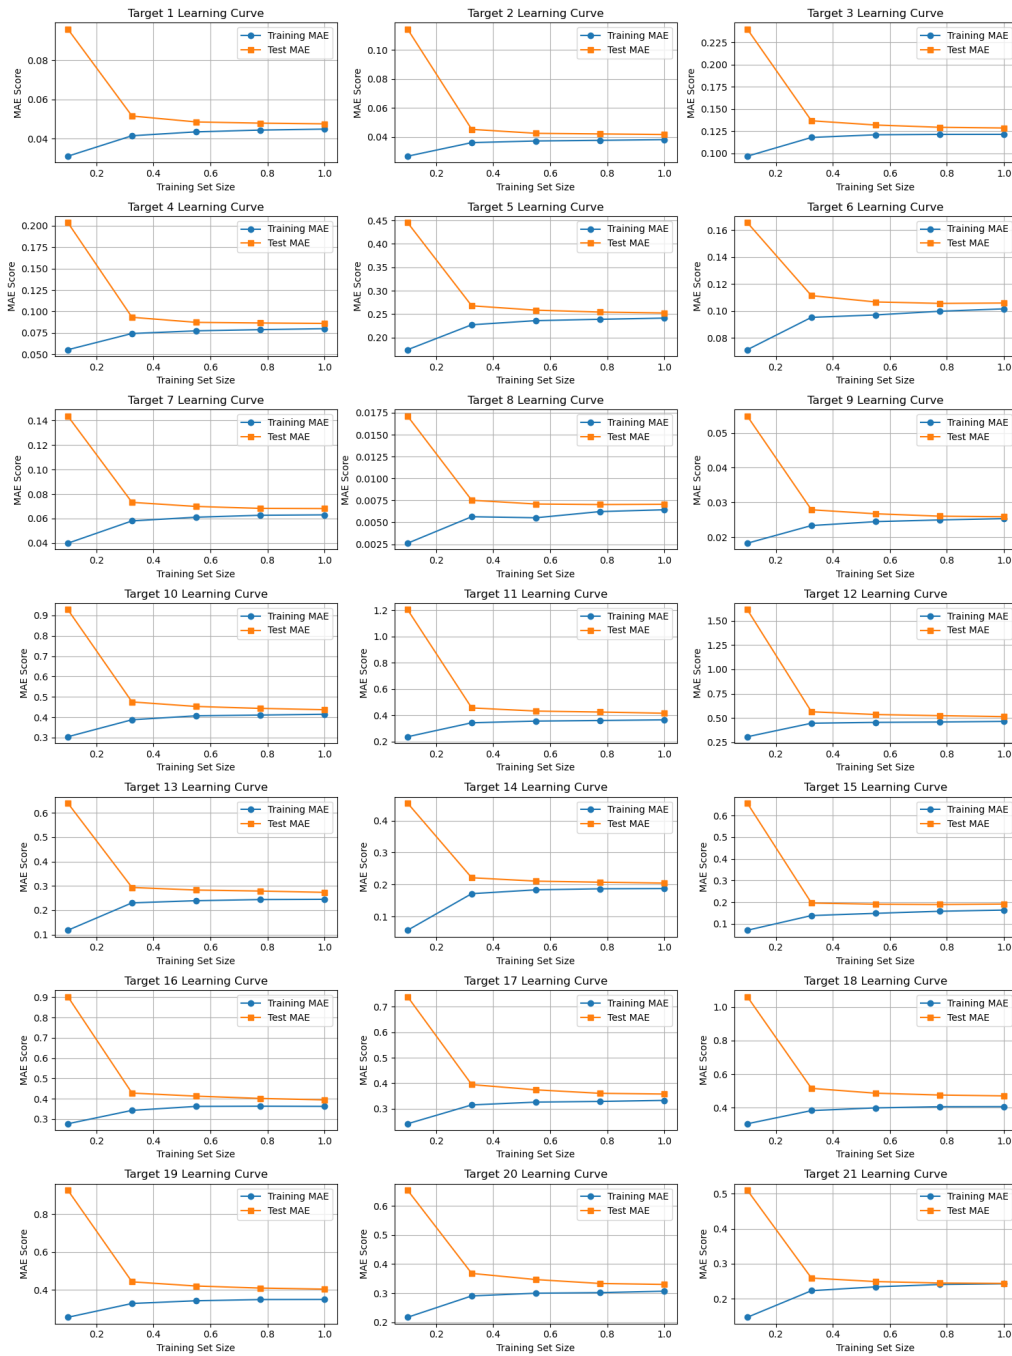 Target 1 Learning Curve
MAE Score
0.08
0.06
0.04
Training MAE
Test MAE
0.2 0.4 0.6 0.8 1.0
Training Set Size
Target 2 Learning Curve
MAE Score
0.10
0.08
0.06
0.04
Training MAE
Test MAE
0.2 0.4 0.6 0.8 1.0
Training Set Size
Target 3 Learning Curve
MAE Score
0.225
0.200
0.175
0.150
0.125
0.100
Training MAE
Test MAE
0.2 0.4 0.6 0.8 1.0
Training Set Size
Target 4 Learning Curve
MAE Score
0.200
0.175
0.150
0.125
0.100
0.075
0.050
Training MAE
Test MAE
0.2 0.4 0.6 0.8 1.0
Training Set Size
Target 5 Learning Curve
MAE Score
0.45
0.40
0.35
0.30
0.25
0.20
Training MAE
Test MAE
0.2 0.4 0.6 0.8 1.0
Training Set Size
Target 6 Learning Curve
MAE Score
0.16
0.14
0.12
0.10
0.08
Training MAE
Test MAE
0.2 0.4 0.6 0.8 1.0
Training Set Size
Target 7 Learning Curve
MAE Score
0.14
0.12
0.10
0.08
0.06
0.04
Training MAE
Test MAE
0.2 0.4 0.6 0.8 1.0
Training Set Size
Target 8 Learning Curve
MAE Score
0.0175
0.0150
0.0125
0.0100
0.0075
0.0050
0.0025
Training MAE
Test MAE
0.2 0.4 0.6 0.8 1.0
Training Set Size
Target 9 Learning Curve
MAE Score
0.05
0.04
0.03
0.02
Training MAE
Test MAE
0.2 0.4 0.6 0.8 1.0
Training Set Size
Target 10 Learning Curve
MAE Score
0.9
0.8
0.7
0.6
0.5
0.4
0.3
Training MAE
Test MAE
0.2 0.4 0.6 0.8 1.0
Training Set Size
Target 11 Learning Curve
MAE Score
1.2
1.0
0.8
0.6
0.4
0.2
Training MAE
Test MAE
0.2 0.4 0.6 0.8 1.0
Training Set Size
Target 12 Learning Curve
MAE Score
1.50
1.25
1.00
0.75
0.50
0.25
Training MAE
Test MAE
0.2 0.4 0.6 0.8 1.0
Training Set Size
Target 13 Learning Curve
MAE Score
0.6
0.5
0.4
0.3
0.2
0.1
Training MAE
Test MAE
0.2 0.4 0.6 0.8 1.0
Training Set Size
Target 14 Learning Curve
MAE Score
0.4
0.3
0.2
0.1
Training MAE
Test MAE
0.2 0.4 0.6 0.8 1.0
Training Set Size
Target 15 Learning Curve
MAE Score
0.6
0.5
0.4
0.3
0.2
0.1
Training MAE
Test MAE
0.2 0.4 0.6 0.8 1.0
Training Set Size
Target 16 Learning Curve
MAE Score
0.9
0.8
0.7
0.6
0.5
0.4
0.3
Training MAE
Test MAE
0.2 0.4 0.6 0.8 1.0
Training Set Size
Target 17 Learning Curve
MAE Score
0.7
0.6
0.5
0.4
0.3
Training MAE
Test MAE
0.2 0.4 0.6 0.8 1.0
Training Set Size
Target 18 Learning Curve
MAE Score
1.0
0.8
0.6
0.4
Training MAE
Test MAE
0.2 0.4 0.6 0.8 1.0
Training Set Size
Target 19 Learning Curve
MAE Score
0.8
0.6
0.4
Training MAE
Test MAE
0.2 0.4 0.6 0.8 1.0
Training Set Size
Target 20 Learning Curve
MAE Score
0.6
0.5
0.4
0.3
0.2
Training MAE
Test MAE
0.2 0.4 0.6 0.8 1.0
Training Set Size
Target 21 Learning Curve
MAE Score
0.5
0.4
0.3
0.2
Training MAE
Test MAE
0.2 0.4 0.6 0.8 1.0
Training Set Size